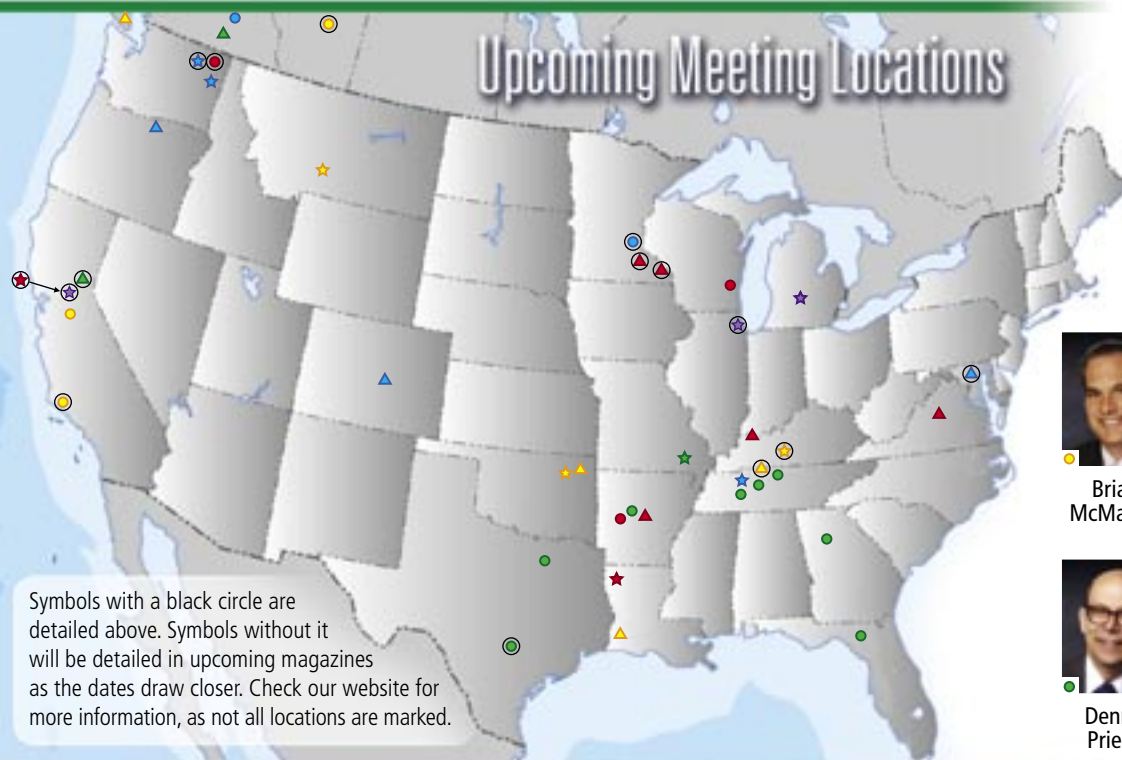 Upcoming Meeting Locations
Symbols with a black circle are
detailed above. Symbols without it
will be detailed in upcoming magazines
as the dates draw closer. Check our website for
more information, as not all locations are marked.